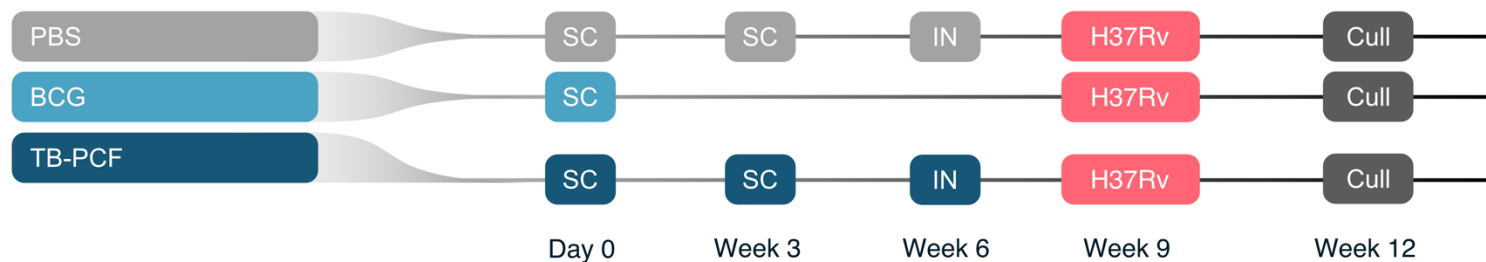 PBS SC SC IN H37Rv Cull
BCG SC H37Rv Cull
TB-PCF SC SC IN H37Rv Cull
Day 0 Week 3 Week 6 Week 9 Week 12